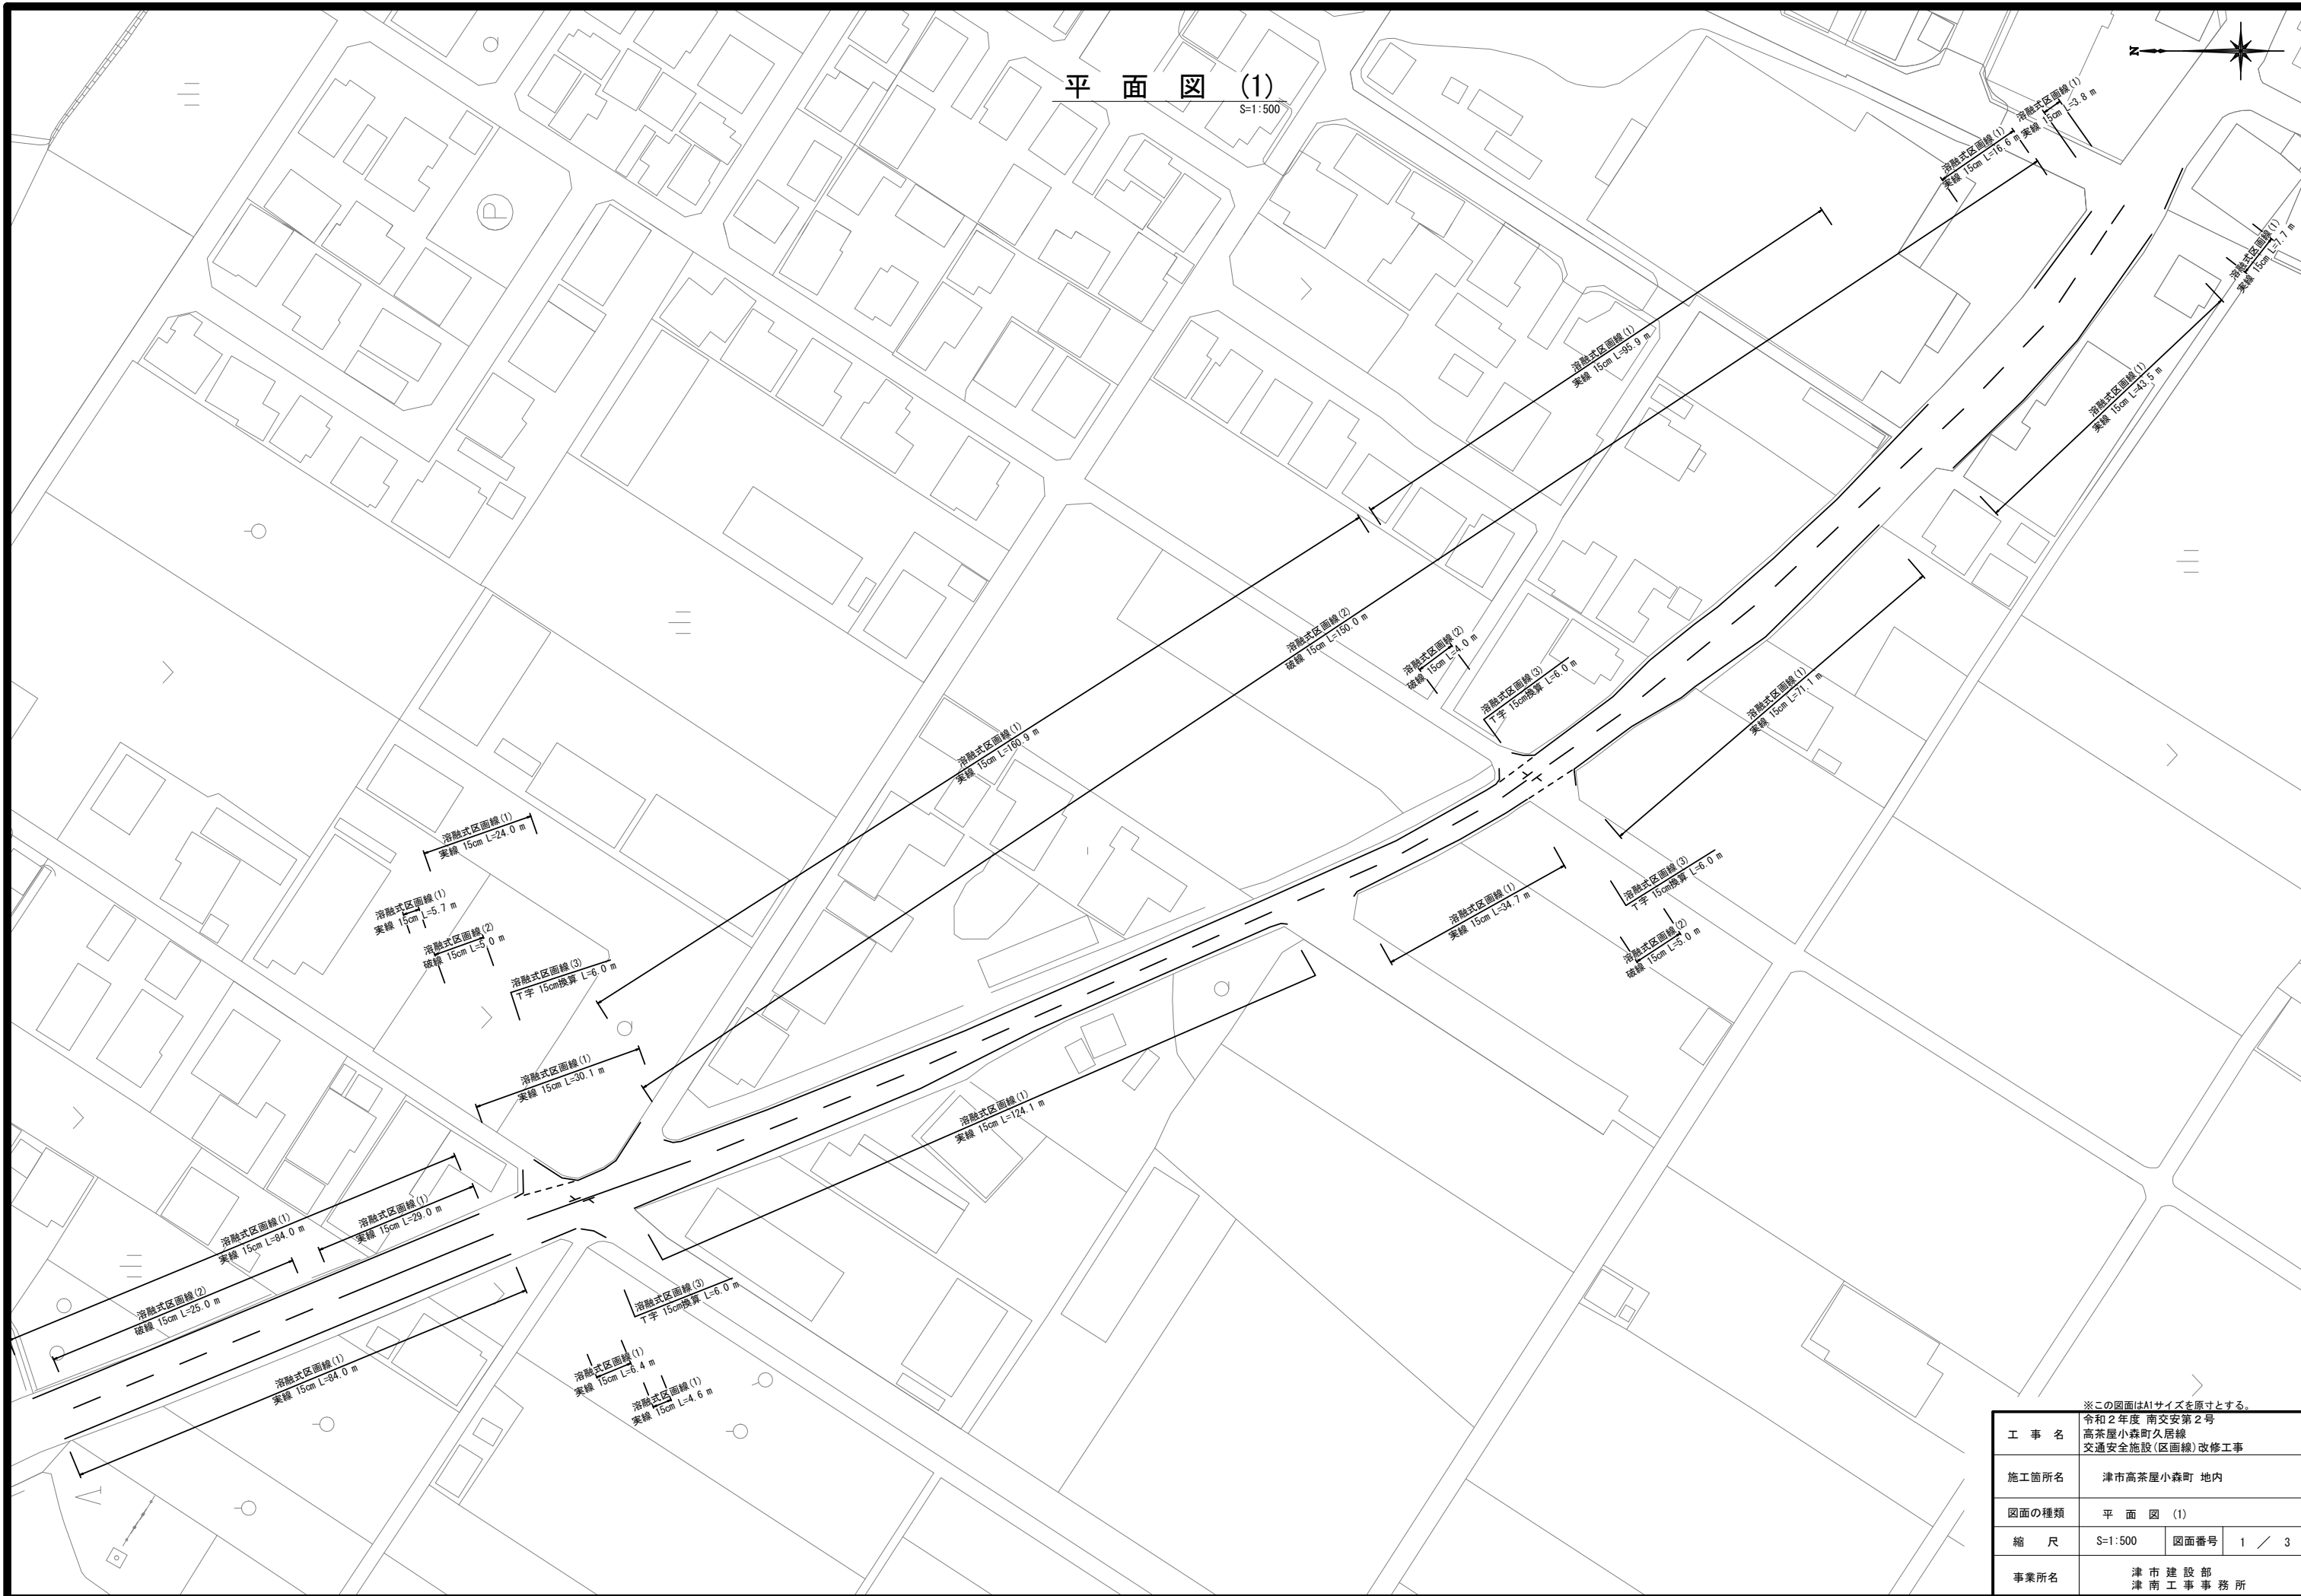 平 面 図 (1)
S=1:500
N
溶融式区画線(1)
実線 15cm L=3.8 m
溶融式区画線(1)
実線 15cm L=16.6 m
溶融式区画線(1)
実線 15cm L=7.7 m
溶融式区画線(1)
実線 15cm L=95.9 m
溶融式区画線(1)
実線 15cm L=43.5 m
溶融式区画線(2)
破線 15cm L=150.0 m
溶融式区画線(2)
破線 15cm L=4.0 m
溶融式区画線(3)
T字 15cm換算 L=6.0 m
溶融式区画線(1)
実線 15cm L=71.1 m
溶融式区画線(1)
実線 15cm L=160.9 m
溶融式区画線(1)
実線 15cm L=24.0 m
溶融式区画線(1)
実線 15cm L=5.7 m
溶融式区画線(2)
破線 15cm L=5.0 m
溶融式区画線(3)
T字 15cm換算 L=6.0 m
溶融式区画線(1)
実線 15cm L=34.7 m
溶融式区画線(3)
T字 15cm換算 L=6.0 m
溶融式区画線(2)
破線 15cm L=5.0 m
溶融式区画線(1)
実線 15cm L=30.1 m
溶融式区画線(1)
実線 15cm L=124.1 m
溶融式区画線(1)
実線 15cm L=84.0 m
溶融式区画線(1)
実線 15cm L=29.0 m
溶融式区画線(2)
破線 15cm L=25.0 m
溶融式区画線(1)
実線 15cm L=84.0 m
溶融式区画線(3)
T字 15cm換算 L=6.0 m
溶融式区画線(1)
実線 15cm L=6.4 m
溶融式区画線(1)
実線 15cm L=4.6 m
P
※この図面はA1サイズを原寸とする。
工 事 名
令和2年度 南交安第2号
高茶屋小森町久居線
交通安全施設(区画線)改修工事
施工箇所名 津市高茶屋小森町 地内
図面の種類 平 面 図 (1)
縮 尺 S=1:500 図面番号 1 / 3
事業所名
津 市 建 設 部
津 南 工 事 事 務 所